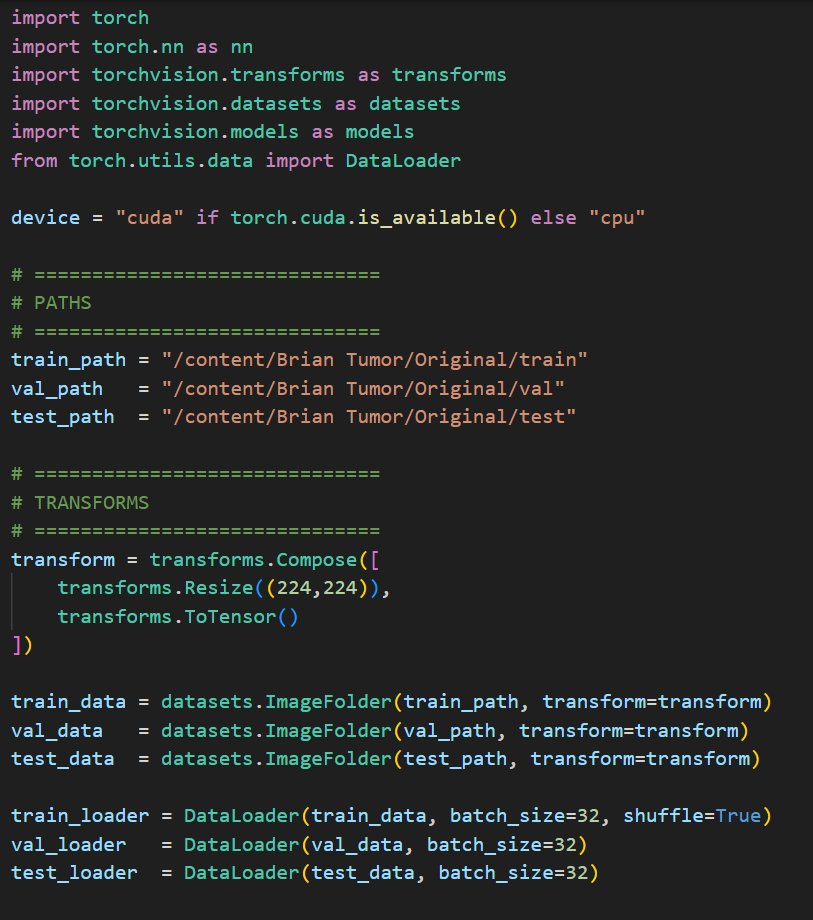 import torch
import torch.nn as nn
import torchvision.transforms as transforms
import torchvision.datasets as datasets
import torchvision.models as models
from torch.utils.data import DataLoader

device = "cuda" if torch.cuda.is_available() else "cpu"

# ==============================
# PATHS
# ==============================
train_path = "/content/Brian Tumor/Original/train"
val_path   = "/content/Brian Tumor/Original/val"
test_path  = "/content/Brian Tumor/Original/test"

# ==============================
# TRANSFORMS
# ==============================
transform = transforms.Compose([
    transforms.Resize((224,224)),
    transforms.ToTensor()
])

train_data = datasets.ImageFolder(train_path, transform=transform)
val_data   = datasets.ImageFolder(val_path, transform=transform)
test_data  = datasets.ImageFolder(test_path, transform=transform)

train_loader = DataLoader(train_data, batch_size=32, shuffle=True)
val_loader   = DataLoader(val_data, batch_size=32)
test_loader  = DataLoader(test_data, batch_size=32)